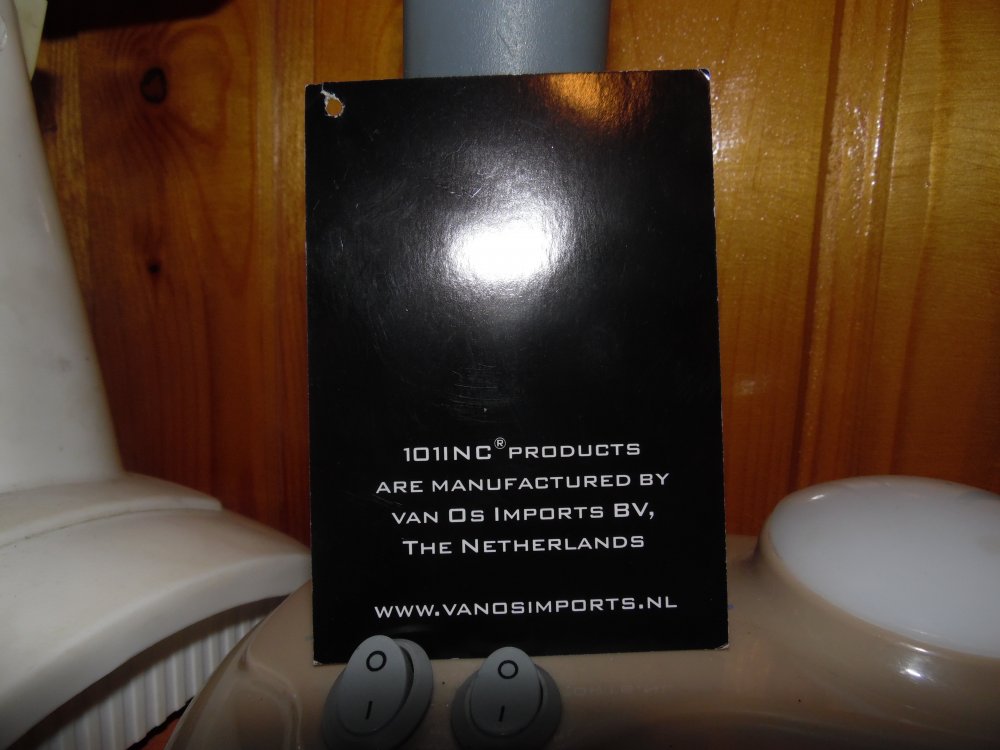 101INC® PRODUCTS
ARE MANUFACTURED BY
VAN OS IMPORTS BV,
THE NETHERLANDS
WWW.VANOSIMPORTS.NL
O O
I I